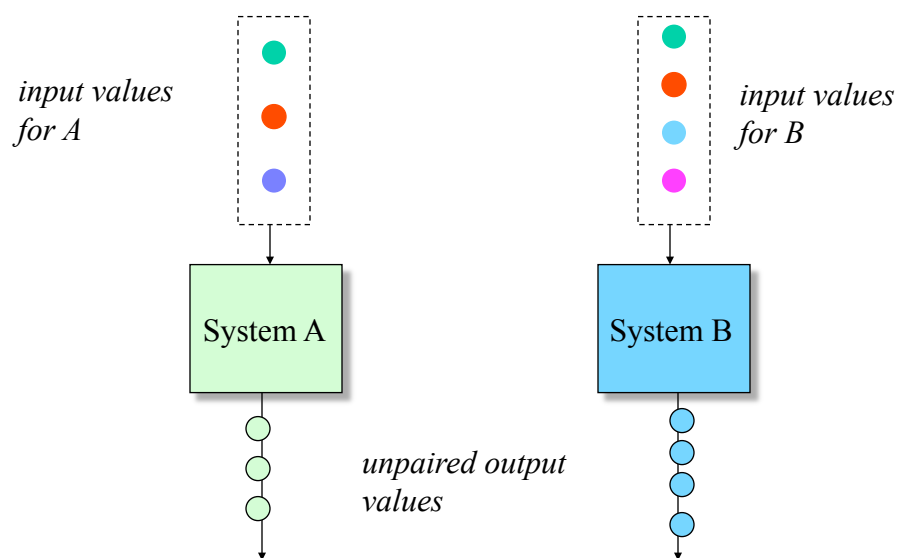 input values
for A
input values
for B
System A
System B
unpaired output
values